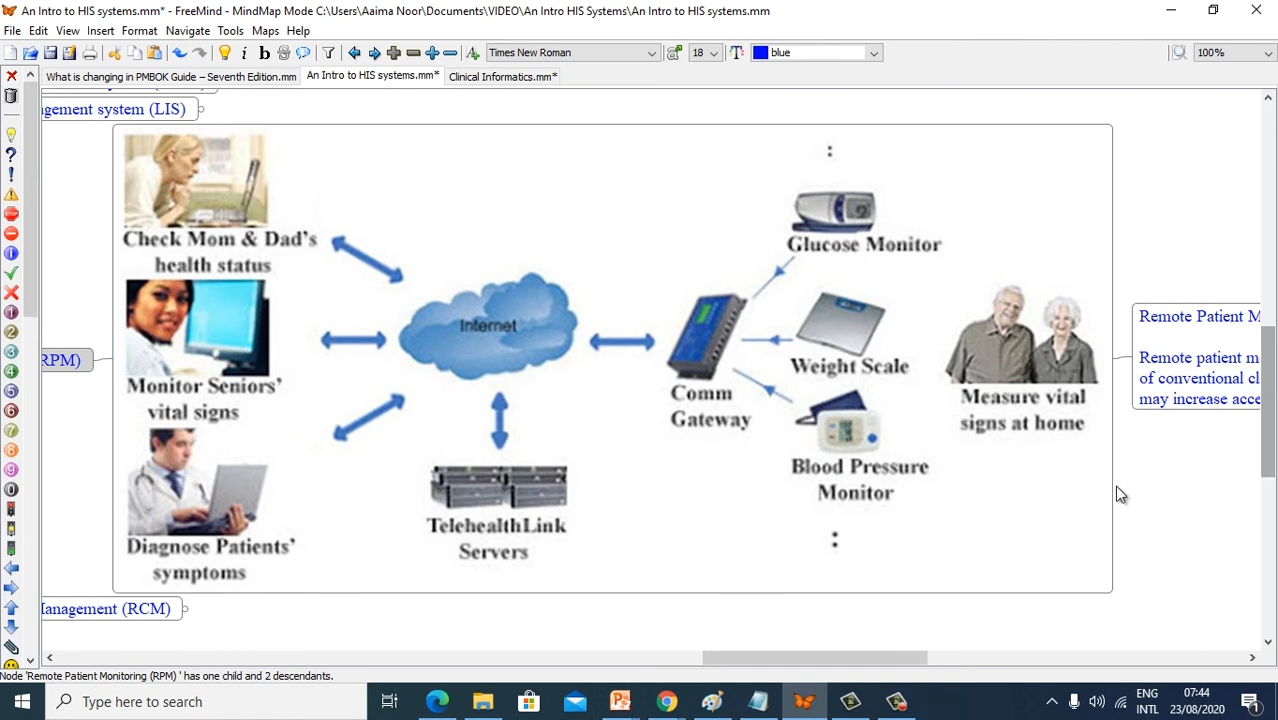 An Intro to HIS systems.mm* - FreeMind - MindMap Mode C:\Users\Aaima Noor\Documents\VIDEO\An Intro HIS Systems\An Intro to HIS systems.mm
File Edit View Insert Format Navigate Tools Maps Help
Times New Roman 18 blue 100%
What is changing in PMBOK Guide – Seventh Edition.mm An Intro to HIS systems.mm* Clinical Informatics.mm*
gement system (LIS)
Check Mom & Dad's
health status
Monitor Seniors'
vital signs
Diagnose Patients'
symptoms
Internet
TelehealthLink
Servers
Comm
Gateway
:
Glucose Monitor
Weight Scale
Blood Pressure
Monitor
:
Measure vital
signs at home
RPM)
Remote Patient M
Remote patient m
of conventional cl
may increase acce
Management (RCM)
Node 'Remote Patient Monitoring (RPM) ' has one child and 2 descendants.
Type here to search
ENG
INTL
07:44
23/08/2020